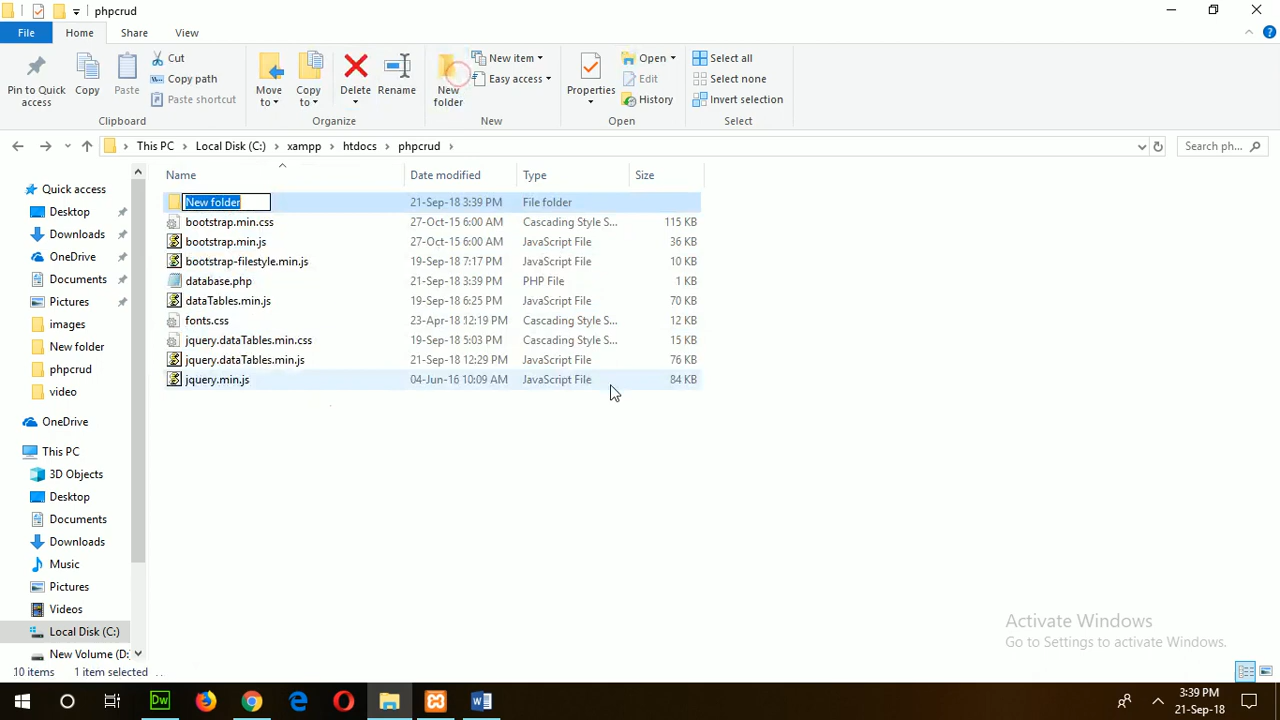 phpcrud
File Home Share View
Pin to Quick access Copy Paste Cut Copy path Paste shortcut Move to Copy to Delete Rename New folder New item Easy access Properties Open Edit History Select all Select none Invert selection
Clipboard Organize New Open Select
This PC > Local Disk (C:) > xampp > htdocs > phpcrud > Search ph...
Name Date modified Type Size
New folder 21-Sep-18 3:39 PM File folder
bootstrap.min.css 27-Oct-15 6:00 AM Cascading Style S... 115 KB
bootstrap.min.js 27-Oct-15 6:00 AM JavaScript File 36 KB
bootstrap-filestyle.min.js 19-Sep-18 7:17 PM JavaScript File 10 KB
database.php 21-Sep-18 3:39 PM PHP File 1 KB
dataTables.min.js 19-Sep-18 6:25 PM JavaScript File 70 KB
fonts.css 23-Apr-18 12:19 PM Cascading Style S... 12 KB
jquery.dataTables.min.css 19-Sep-18 5:03 PM Cascading Style S... 15 KB
jquery.dataTables.min.js 21-Sep-18 12:29 PM JavaScript File 76 KB
jquery.min.js 04-Jun-16 10:09 AM JavaScript File 84 KB
Quick access
Desktop
Downloads
OneDrive
Documents
Pictures
images
New folder
phpcrud
video
OneDrive
This PC
3D Objects
Desktop
Documents
Downloads
Music
Pictures
Videos
Local Disk (C:)
New Volume (D:
Activate Windows
Go to Settings to activate Windows.
10 items 1 item selected
Dw
3:39 PM
21-Sep-18